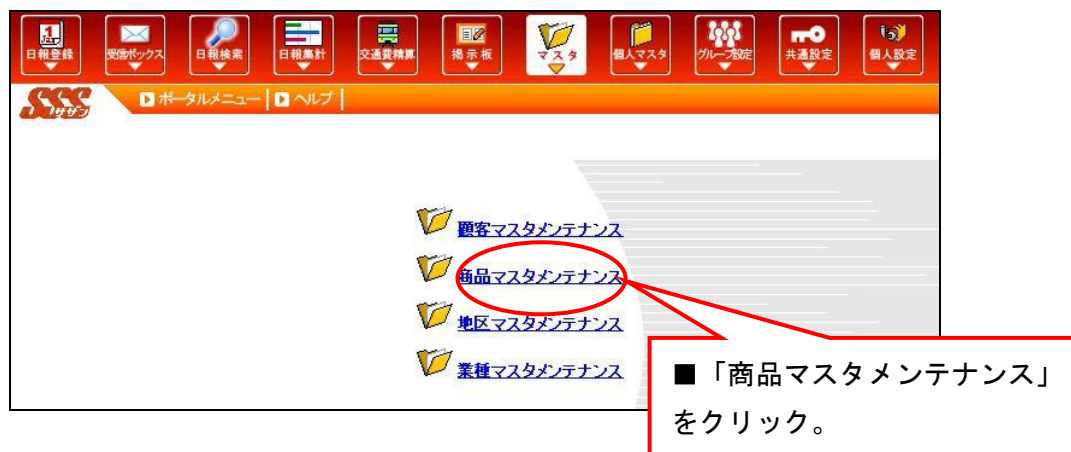 日報登録 受信ボックス 日報検索 日報集計 交通費精算 掲示板 マスタ 個人マスタ グループ設定 共通設定 個人設定
SSS サザン ポータルメニュー | ヘルプ |
顧客マスタメンテナンス
商品マスタメンテナンス
地区マスタメンテナンス
業種マスタメンテナンス
■「商品マスタメンテナンス」
をクリック。